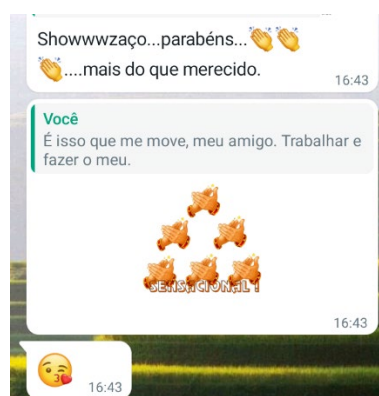 Showwwzaço...parabéns...👏👏
👏....mais do que merecido.
16:43
Você
É isso que me move, meu amigo. Trabalhar e
fazer o meu.
SENSACIONAL !
16:43
😘
16:43